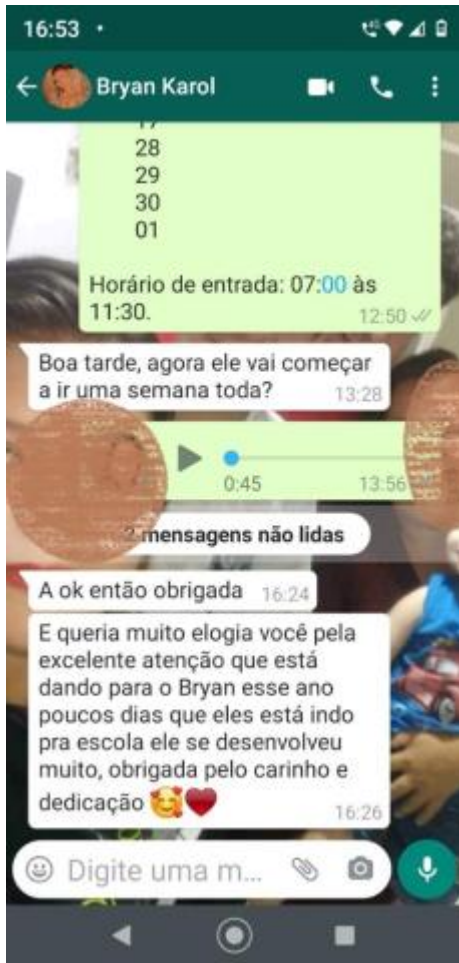 16:53
Bryan Karol
28
29
30
01
Horário de entrada: 07:00 às
11:30.
12:50
Boa tarde, agora ele vai começar
a ir uma semana toda?
13:28
0:45
13:56
mensagens não lidas
A ok então obrigada
16:24
E queria muito elogia você pela
excelente atenção que está
dando para o Bryan esse ano
poucos dias que eles está indo
pra escola ele se desenvolveu
muito, obrigada pelo carinho e
dedicação 🥰❤️
16:26
Digite uma m...